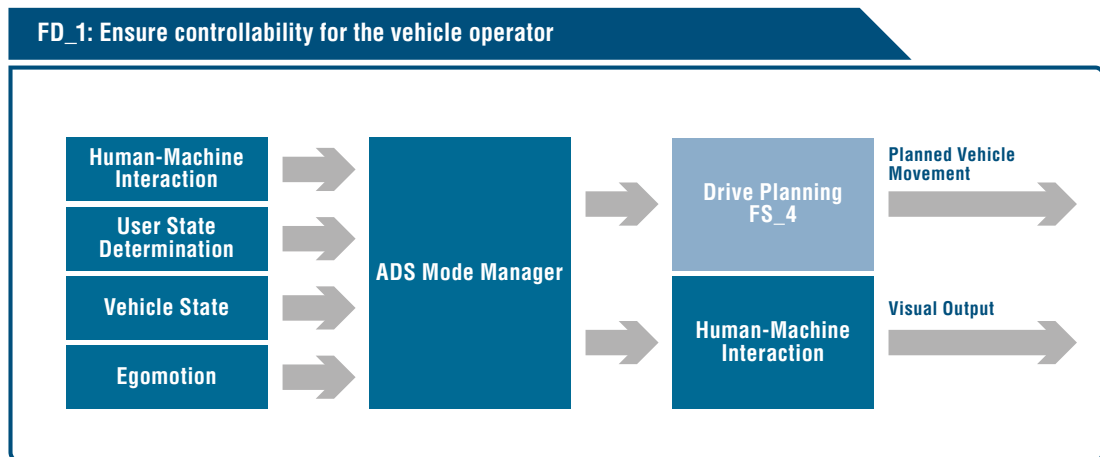 FD_1: Ensure controllability for the vehicle operator
Human-Machine
Interaction
User State
Determination
Vehicle State
Egomotion
ADS Mode Manager
Drive Planning
FS_4
Human-Machine
Interaction
Planned Vehicle
Movement
Visual Output